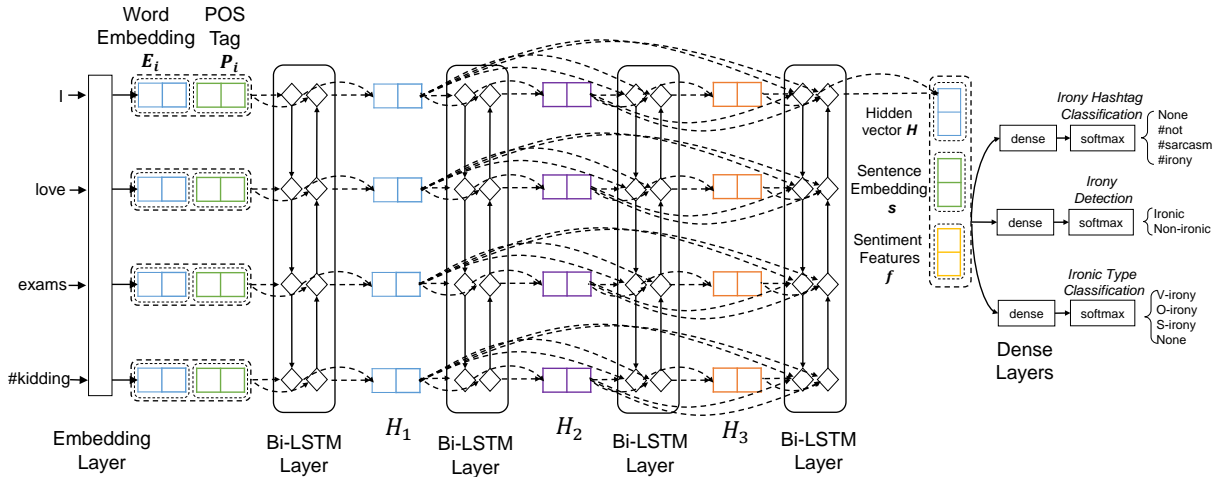 Word
Embedding
E_i
POS
Tag
P_i
I
love
exams
#kidding
Embedding
Layer
Bi-LSTM
Layer
H_1
Bi-LSTM
Layer
H_2
Bi-LSTM
Layer
H_3
Bi-LSTM
Layer
Hidden
vector H
Sentence
Embedding
s
Sentiment
Features
f
Irony Hashtag
Classification
dense
softmax
None
#not
#sarcasm
#irony
Irony
Detection
dense
softmax
Ironic
Non-ironic
Ironic Type
Classification
dense
softmax
V-irony
O-irony
S-irony
None
Dense
Layers